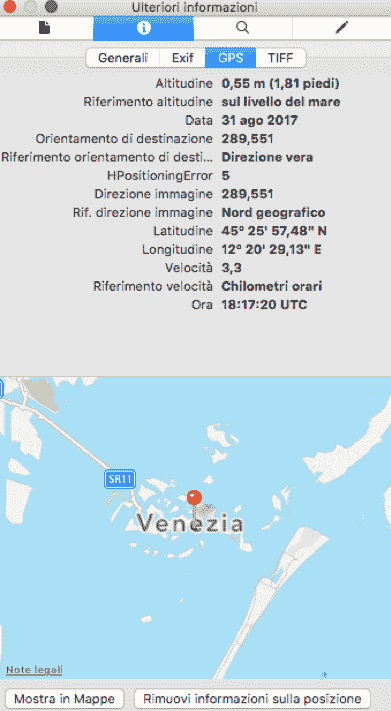 Ulteriori informazioni
Generali Exif GPS TIFF
Altitudine 0,55 m (1,81 piedi)
Riferimento altitudine sul livello del mare
Data 31 ago 2017
Orientamento di destinazione 289,551
Riferimento orientamento di desti... Direzione vera
HPositioningError 5
Direzione immagine 289,551
Rif. direzione immagine Nord geografico
Latitudine 45° 25' 57,48" N
Longitudine 12° 20' 29,13" E
Velocità 3,3
Riferimento velocità Chilometri orari
Ora 18:17:20 UTC
SR11
Venezia
Note legali
Mostra in Mappe Rimuovi informazioni sulla posizione